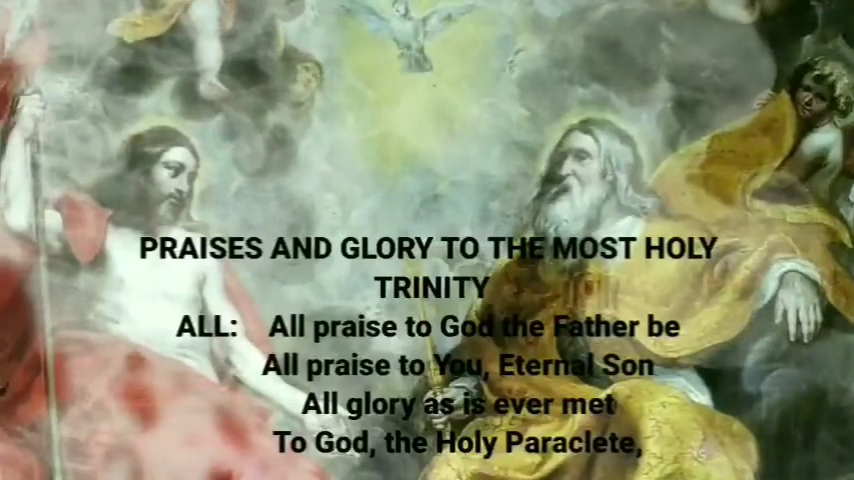 PRAISES AND GLORY TO THE MOST HOLY
TRINITY
ALL: All praise to God the Father be
All praise to You, Eternal Son
All glory as is ever met
To God, the Holy Paraclete,